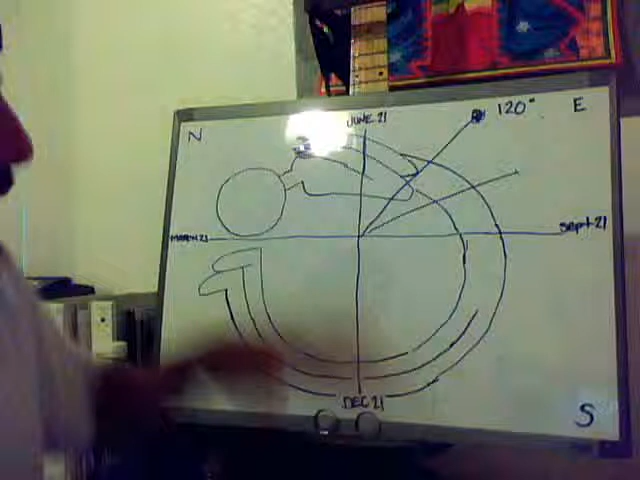 N
JUNE 21
120°
E
MARCH 21
Sept 21
DEC 21
S